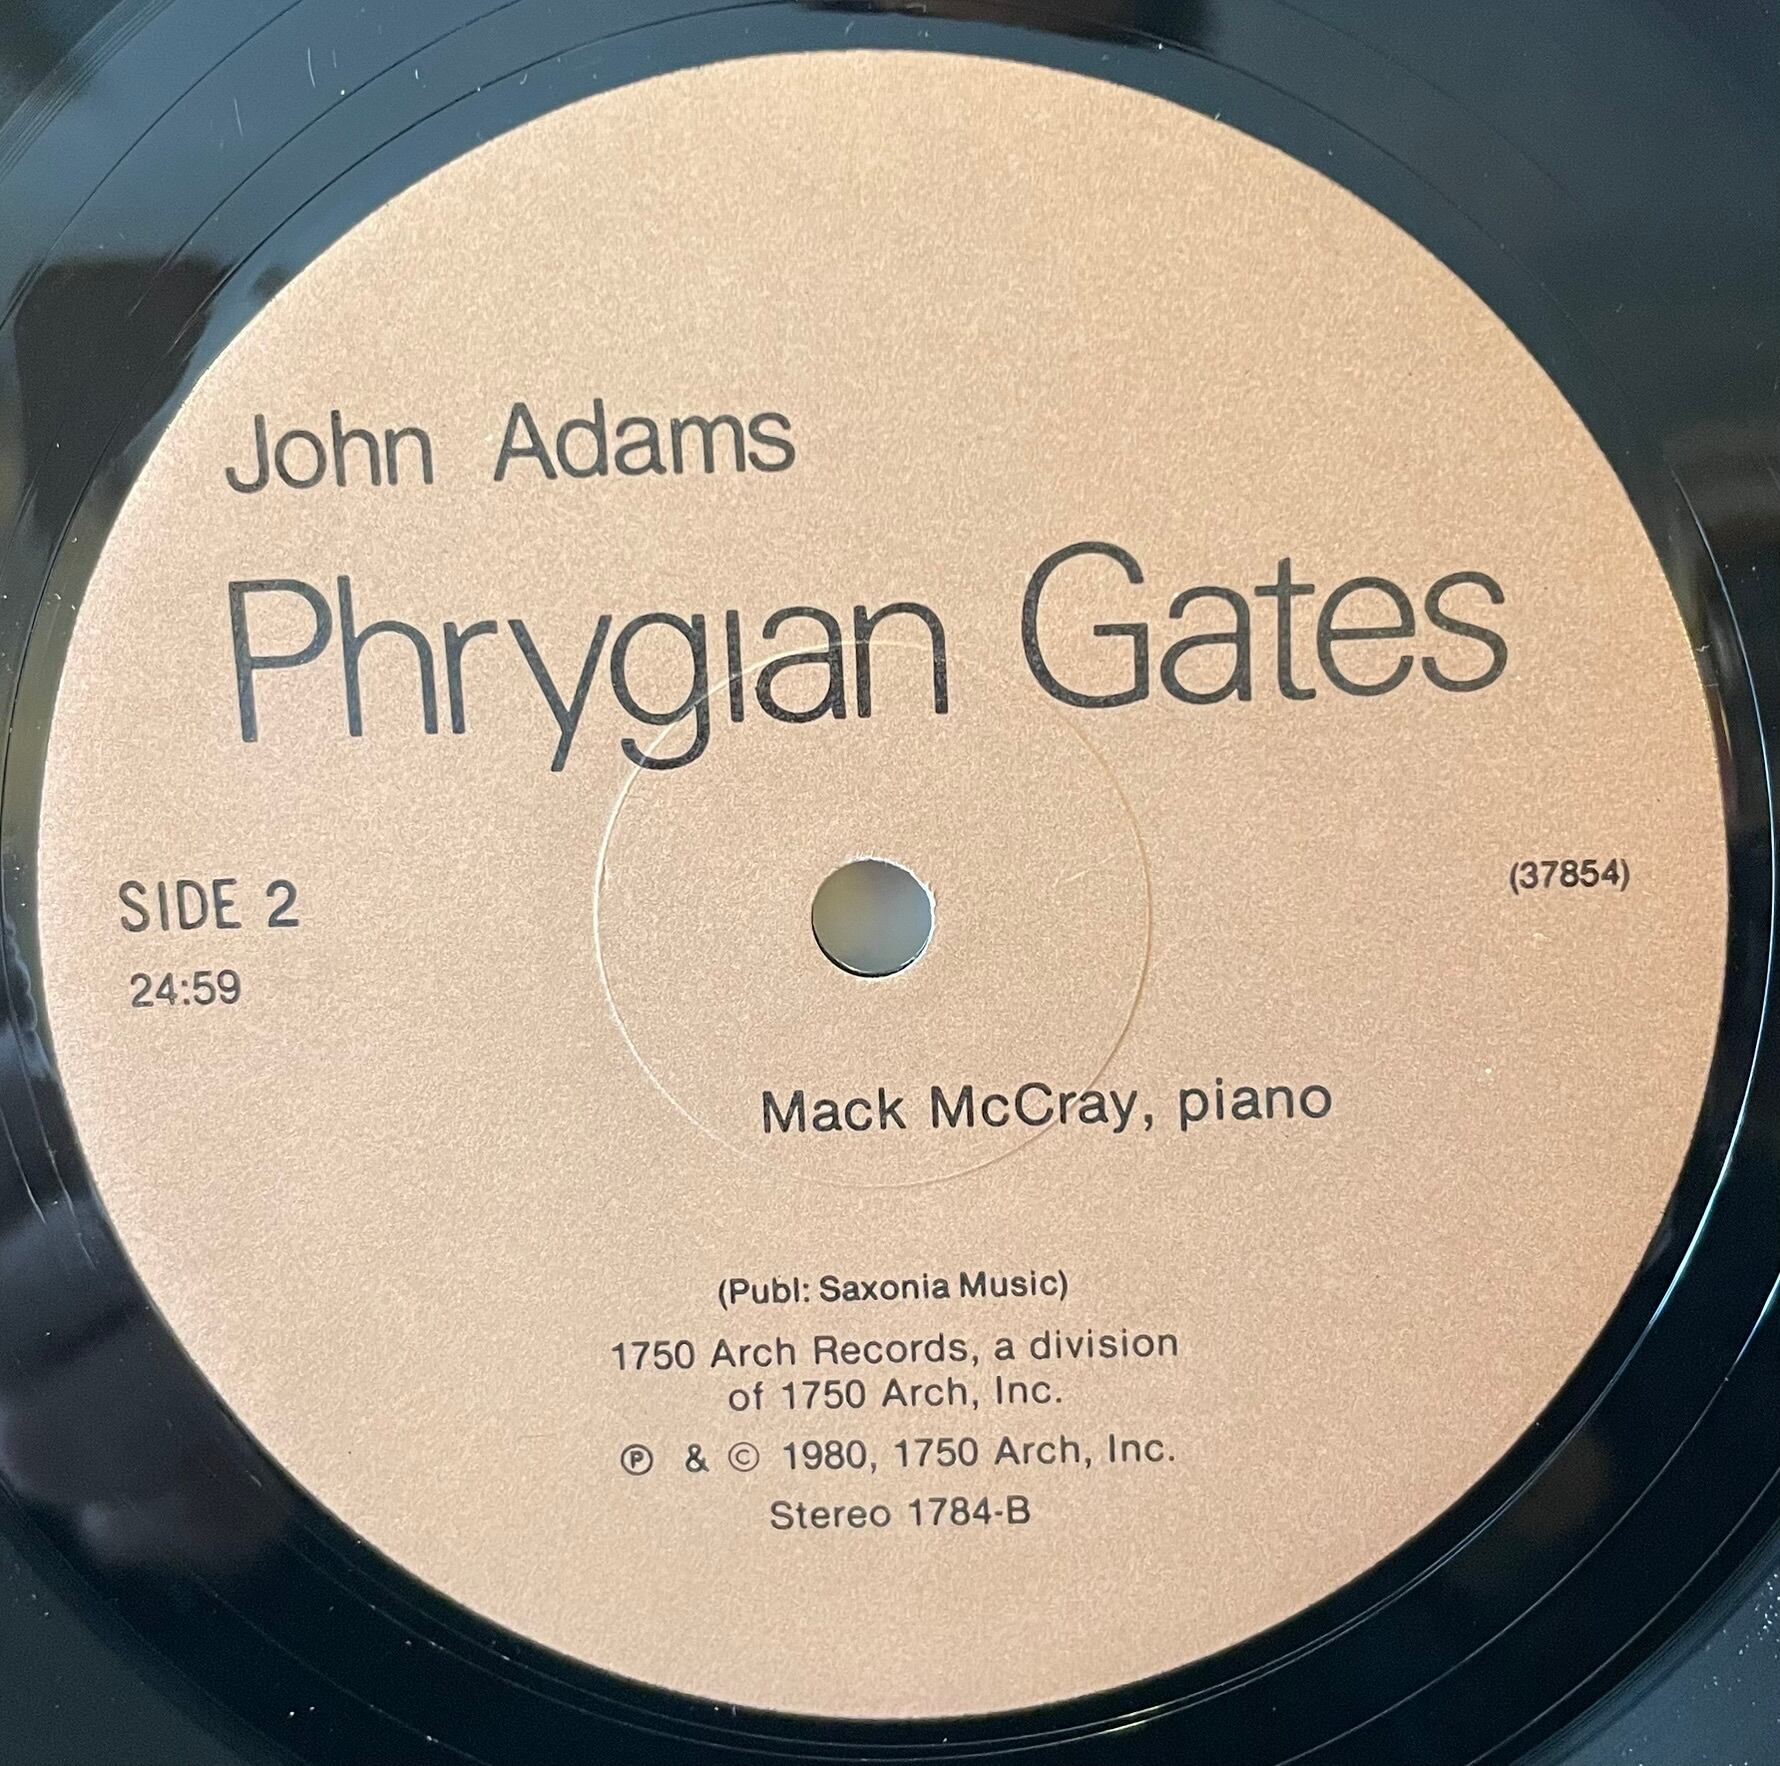 John Adams
Phrygian Gates
SIDE 2
(37854)
24:59
Mack McCray, piano
(Publ: Saxonia Music)
1750 Arch Records, a division
of 1750 Arch, Inc.
℗ & © 1980, 1750 Arch, Inc.
Stereo 1784-B